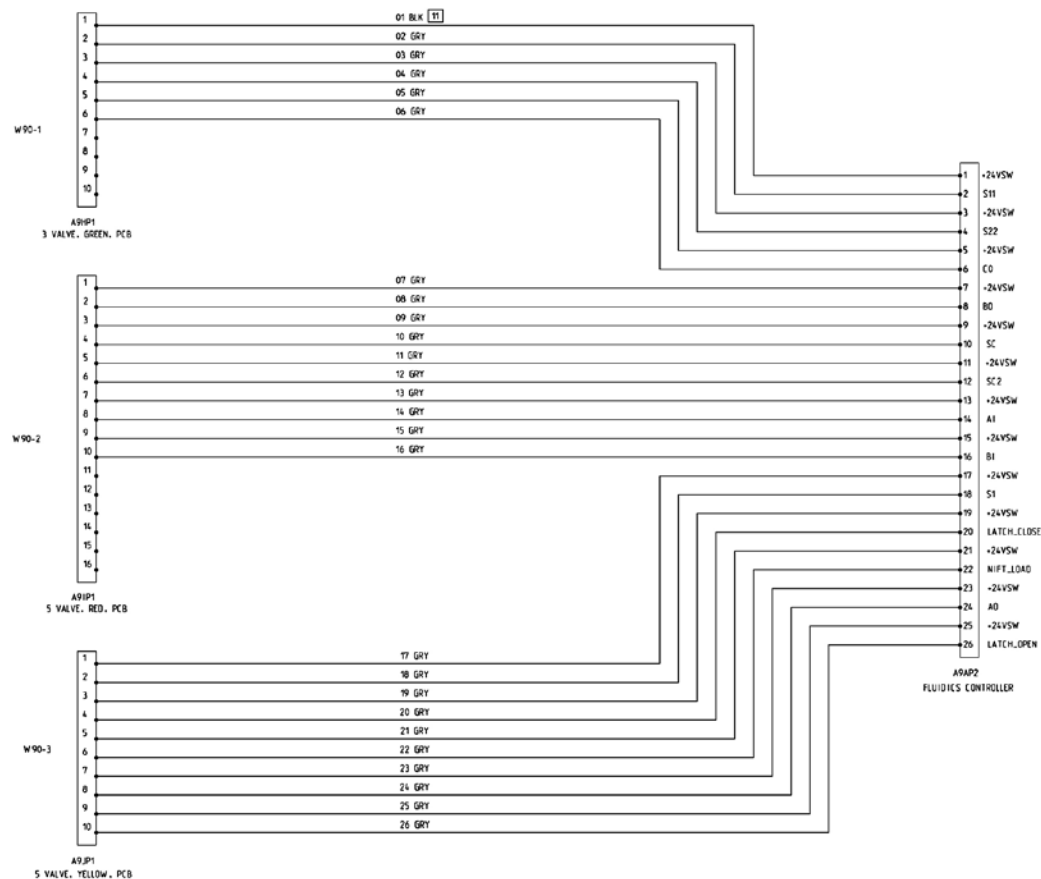 01 BLK 11
02 GRY
03 GRY
04 GRY
05 GRY
06 GRY
1
2
3
4
5
6
7
8
9
10
W90-1
A9HP1
3 VALVE. GREEN. PCB
07 GRY
08 GRY
09 GRY
10 GRY
11 GRY
12 GRY
13 GRY
14 GRY
15 GRY
16 GRY
1
2
3
4
5
6
7
8
9
10
11
12
13
14
15
16
W90-2
A9IP1
5 VALVE. RED. PCB
17 GRY
18 GRY
19 GRY
20 GRY
21 GRY
22 GRY
23 GRY
24 GRY
25 GRY
26 GRY
1
2
3
4
5
6
7
8
9
10
W90-3
A9JP1
5 VALVE. YELLOW. PCB
1 +24VSW
2 S11
3 +24VSW
4 S22
5 +24VSW
6 C0
7 +24VSW
8 B0
9 +24VSW
10 SC
11 +24VSW
12 SC2
13 +24VSW
14 A1
15 +24VSW
16 B1
17 +24VSW
18 S1
19 +24VSW
20 LATCH_CLOSE
21 +24VSW
22 NIFT_LOAD
23 +24VSW
24 A0
25 +24VSW
26 LATCH_OPEN
A9AP2
FLUIDICS CONTROLLER